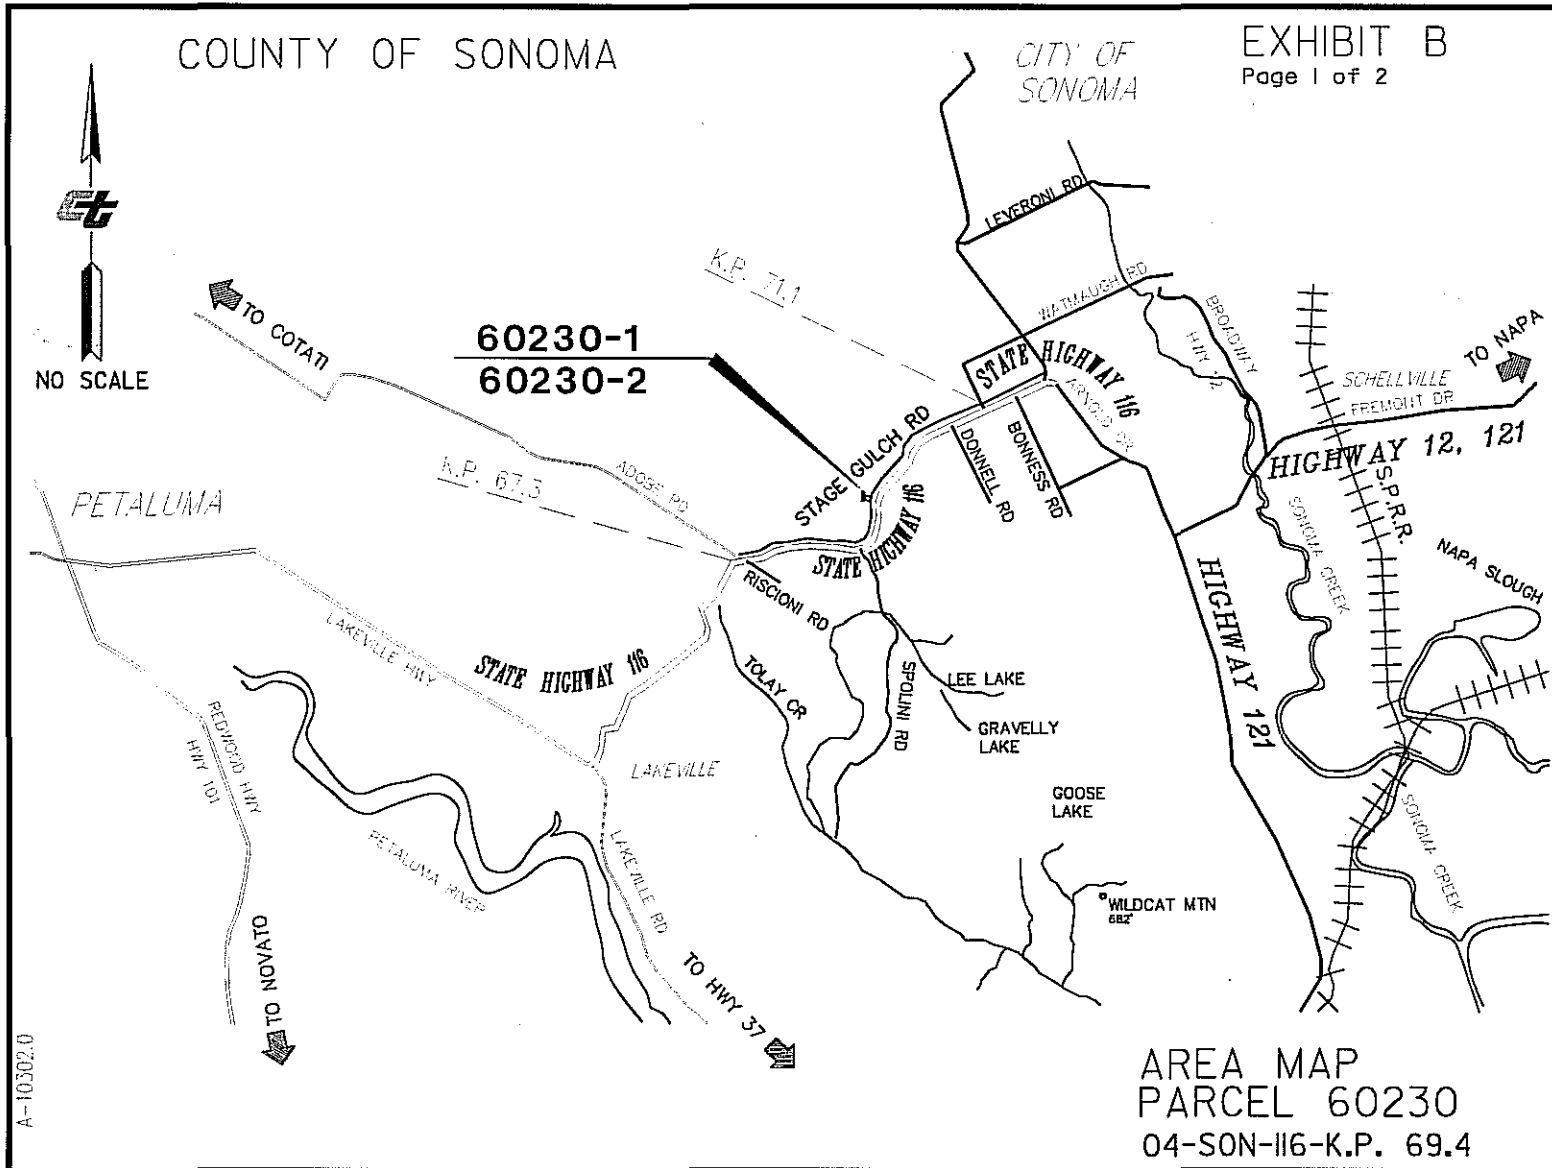 COUNTY OF SONOMA
CITY OF
SONOMA
EXHIBIT B
Page 1 of 2
Ct
NO SCALE
TO COTATI
60230-1
60230-2
K.P. 71.1
LEVERONI RD
WATMAUGH RD
BROADWAY
HWY 12
TO NAPA
SCHELLVILLE
FREMONT DR
STATE HIGHWAY 116
ARNOLD DR
HIGHWAY 12, 121
STAGE GULCH RD
DONNELL RD
BONNESS RD
S.P.R.R.
K.P. 67.3
ADOBE RD
PETALUMA
STATE HIGHWAY 116
SONOMA CREEK
NAPA SLOUGH
RISCIONI RD
LAKEVILLE HWY
STATE HIGHWAY 116
HIGHWAY 121
TOLAY CR
SPOLINI RD
LEE LAKE
GRAVELLY
LAKE
REDWOOD HWY
HWY 101
LAKEVILLE
GOOSE
LAKE
PETALUMA RIVER
LAKEVILLE RD
SONOMA CREEK
WILDCAT MTN
682'
TO NOVATO
TO HWY 37
A-10302.0
AREA MAP
PARCEL 60230
04-SON-116-K.P. 69.4